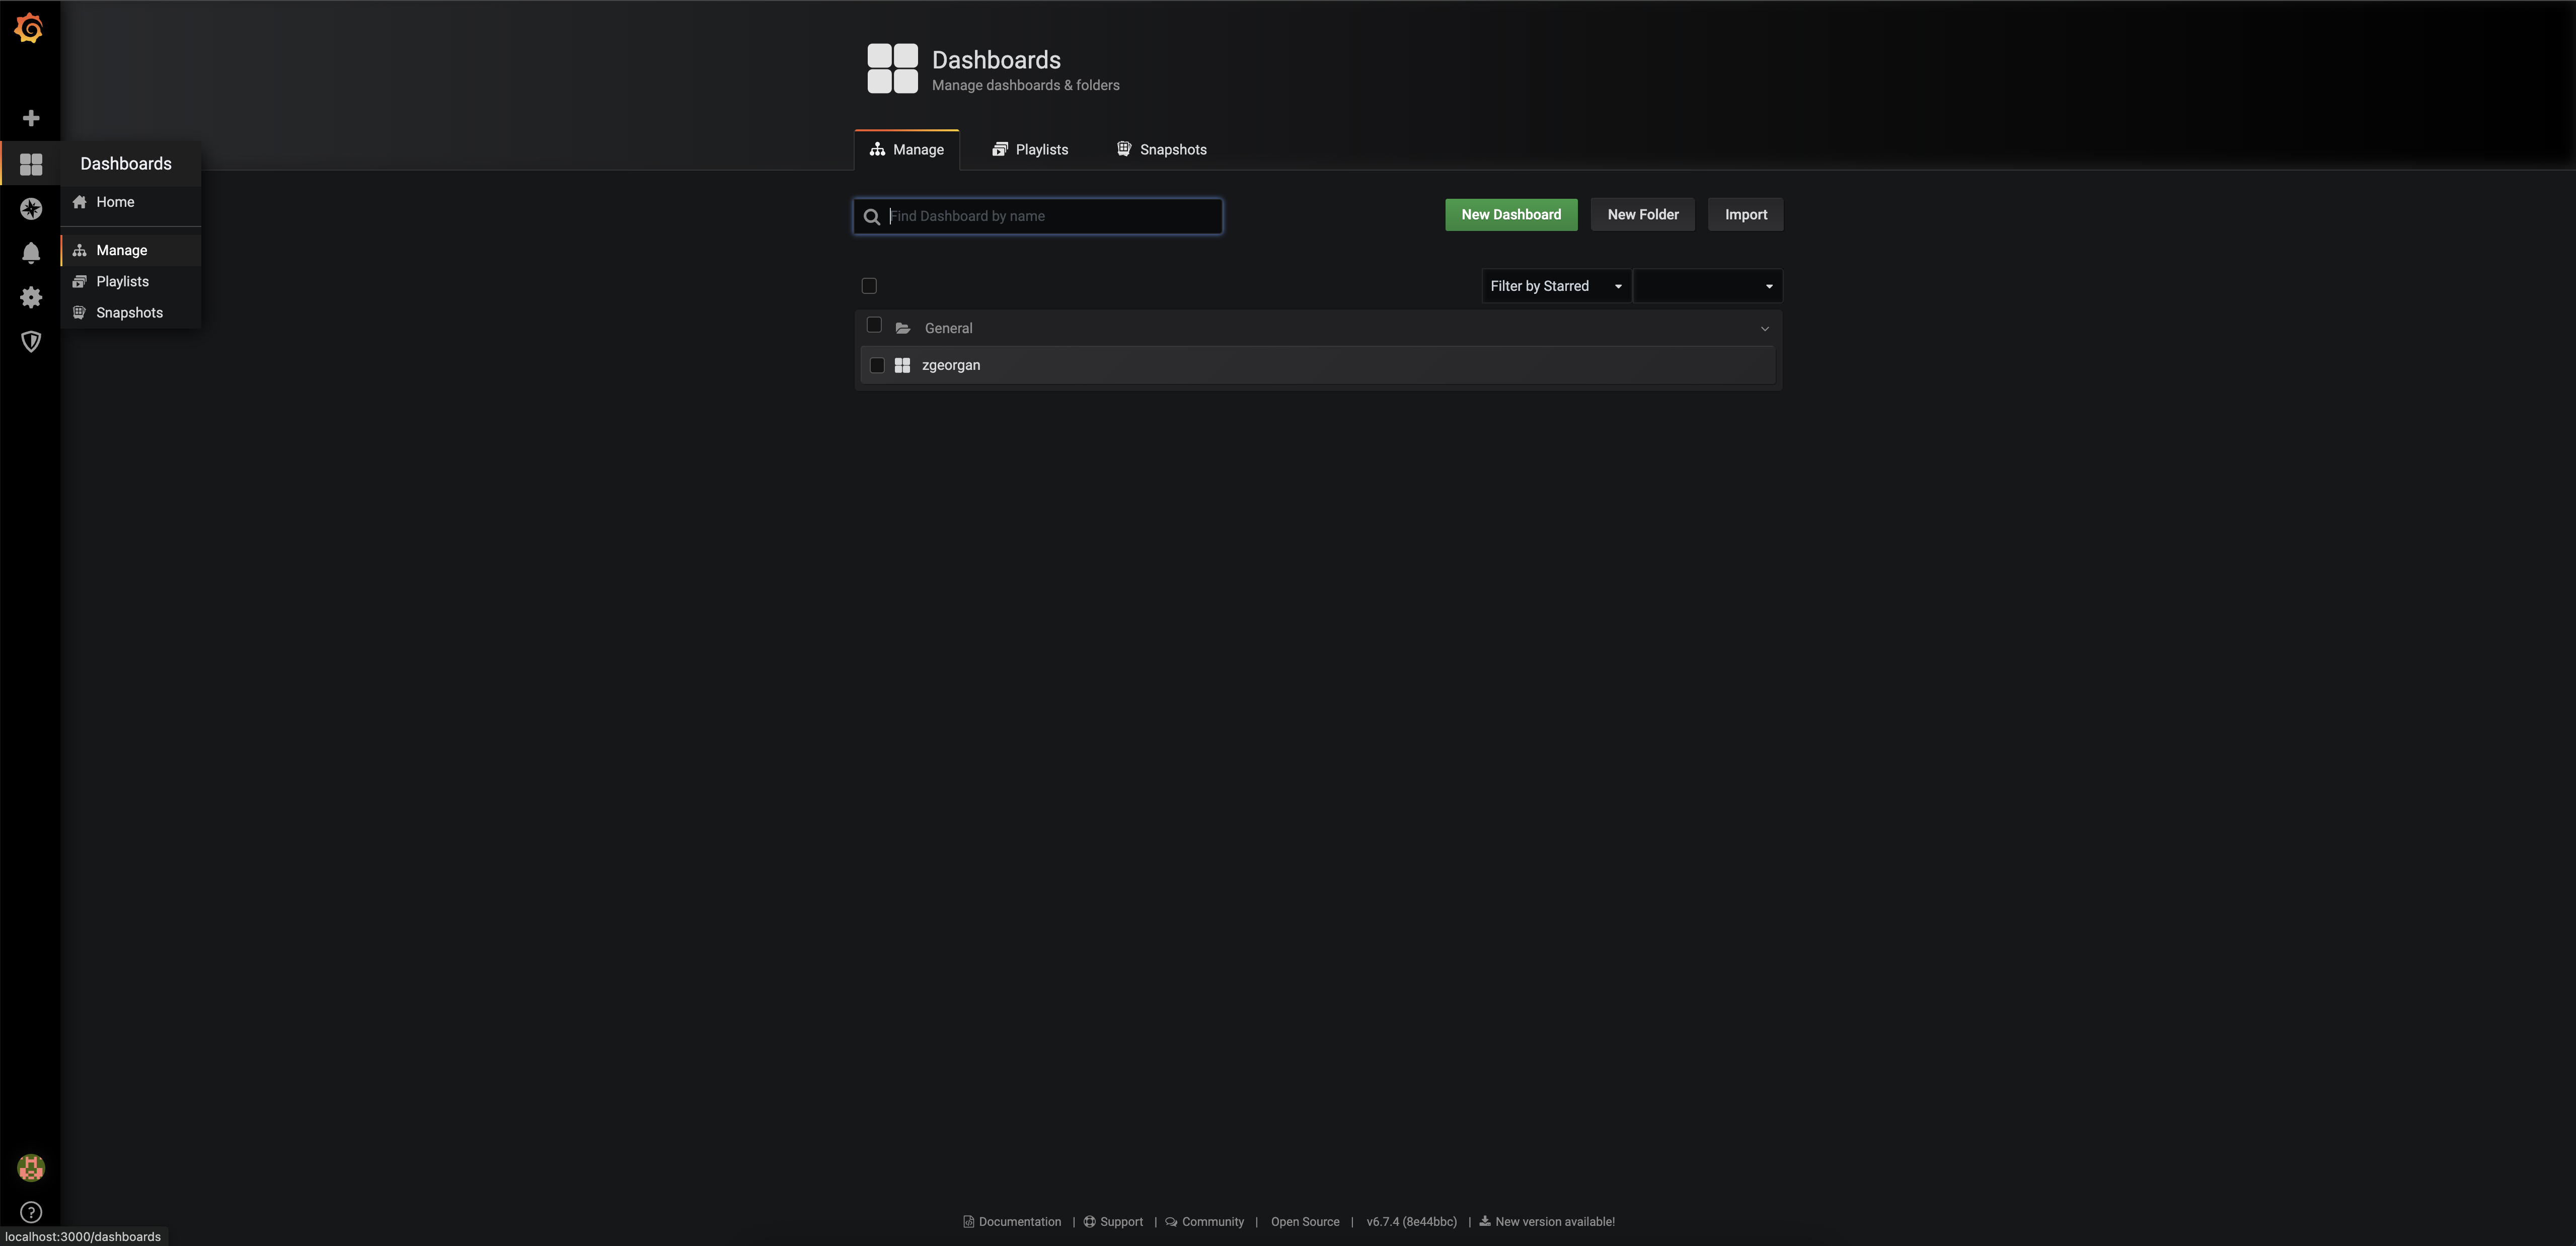 Dashboards
Manage dashboards & folders
Manage
Playlists
Snapshots
Dashboards
Home
Manage
Playlists
Snapshots
Find Dashboard by name
New Dashboard
New Folder
Import
Filter by Starred
General
zgeorgan
Documentation | Support | Community | Open Source | v6.7.4 (8e44bbc) | New version available!
localhost:3000/dashboards